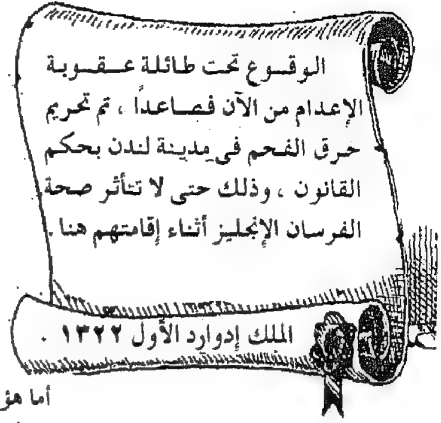 الوقوع تحت طائلة عقوبة
الإعدام من الآن فصاعداً ، تم تحريم
حرق الفحم في مدينة لندن بحكم
القانون ، وذلك حتى لا تتأثر صحة
الفرسان الإنجليز أثناء إقامتهم هنا .
الملك إدوارد الأول ١٣٢٢ .
أما هؤ